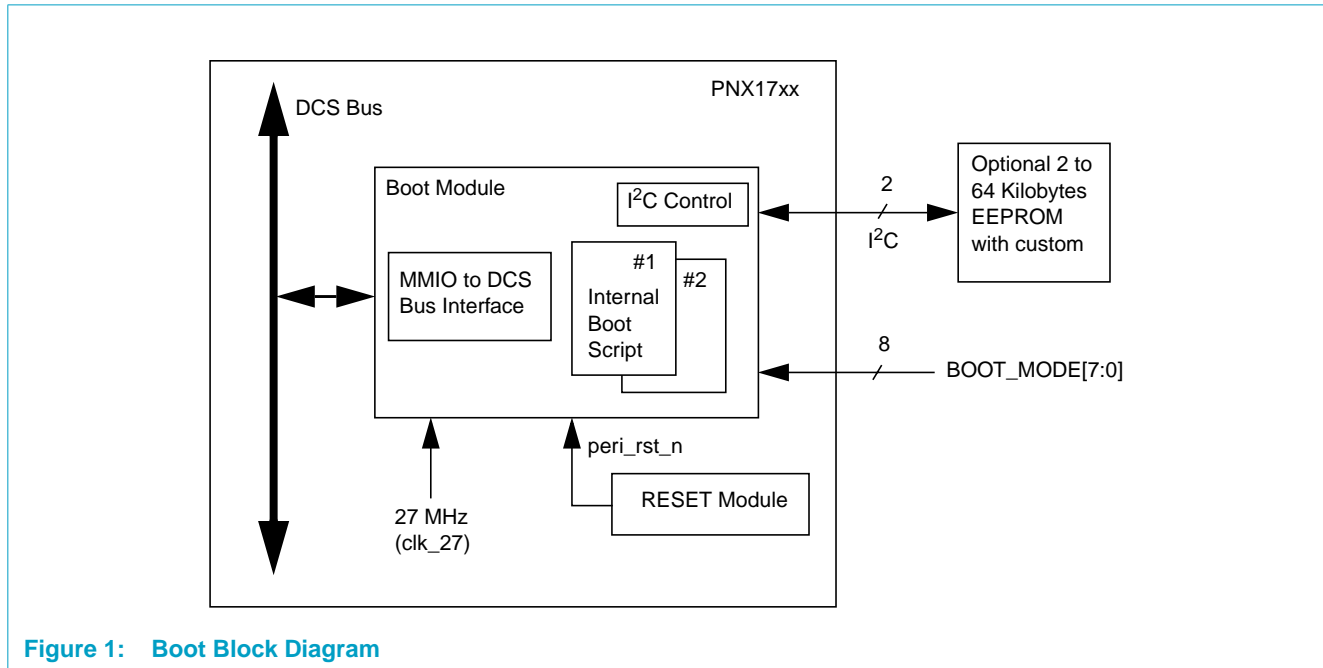 PNX17xx
DCS Bus
Boot Module
I²C Control
MMIO to DCS
Bus Interface
#1
#2
Internal
Boot
Script
2
I²C
Optional 2 to
64 Kilobytes
EEPROM
with custom
8
BOOT_MODE[7:0]
peri_rst_n
RESET Module
27 MHz
(clk_27)
Figure 1: Boot Block Diagram